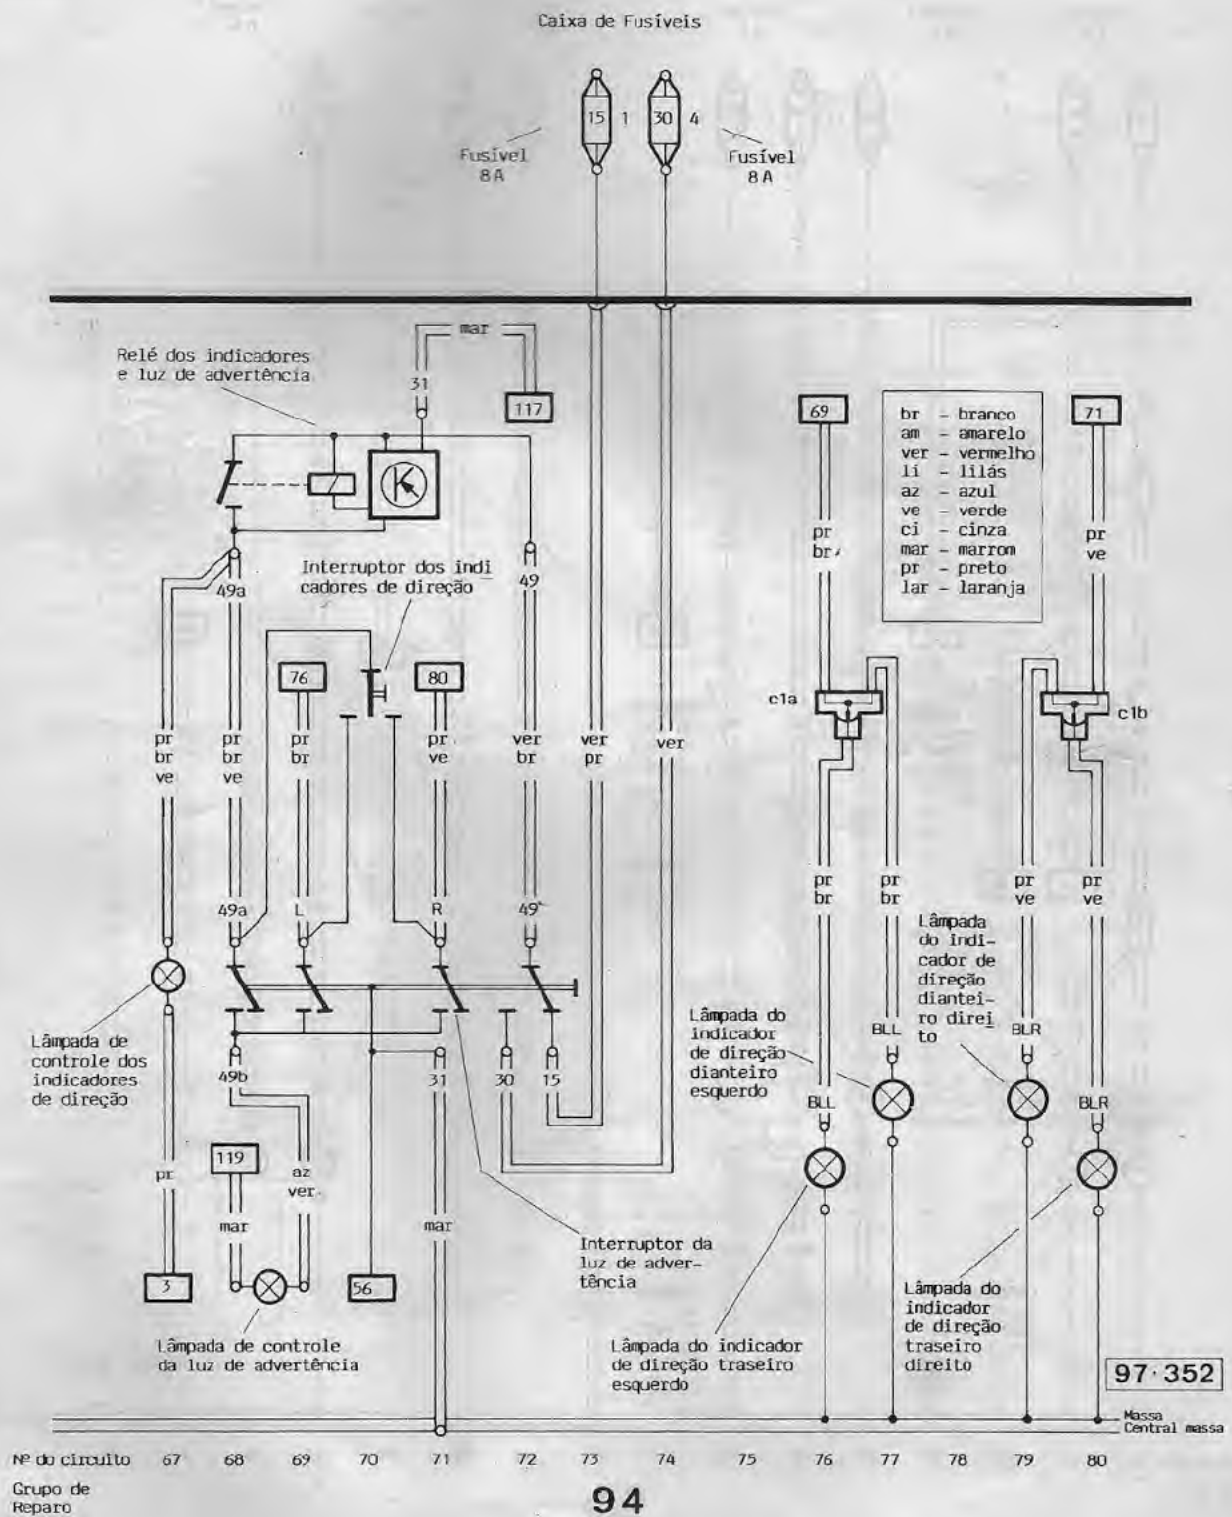 Caixa de Fusíveis
15 1
30 4
Fusível
8A
Fusível
8A
mar
Relé dos indicadores
e luz de advertência
31
117
69
71
br - branco
am - amarelo
ver - vermelho
li - lilás
az - azul
ve - verde
ci - cinza
mar - marrom
pr - preto
lar - laranja
pr
br
pr
ve
49a
Interruptor dos indi
cadores de direção
49
76
80
c1a
c1b
pr
br
ve
pr
br
ve
pr
br
pr
ve
ver
br
ver
pr
ver
pr
br
pr
br
pr
ve
pr
ve
49a
L
R
49
Lâmpada
do indi-
cador de
direção
diantei-
ro direi
to
Lâmpada de
controle dos
indicadores
de direção
Lâmpada do
indicador
de direção
dianteiro
esquerdo
BLL
BLR
49b
31
30
15
BLL
BLR
119
pr
az
ver
mar
mar
3
56
Interruptor da
luz de adver-
tência
Lâmpada de controle
da luz de advertência
Lâmpada do indicador
de direção traseiro
esquerdo
Lâmpada do
indicador
de direção
traseiro
direito
97·352
Massa
Central massa
Nº do circuito 67 68 69 70 71 72 73 74 75 76 77 78 79 80
Grupo de
Reparo
94